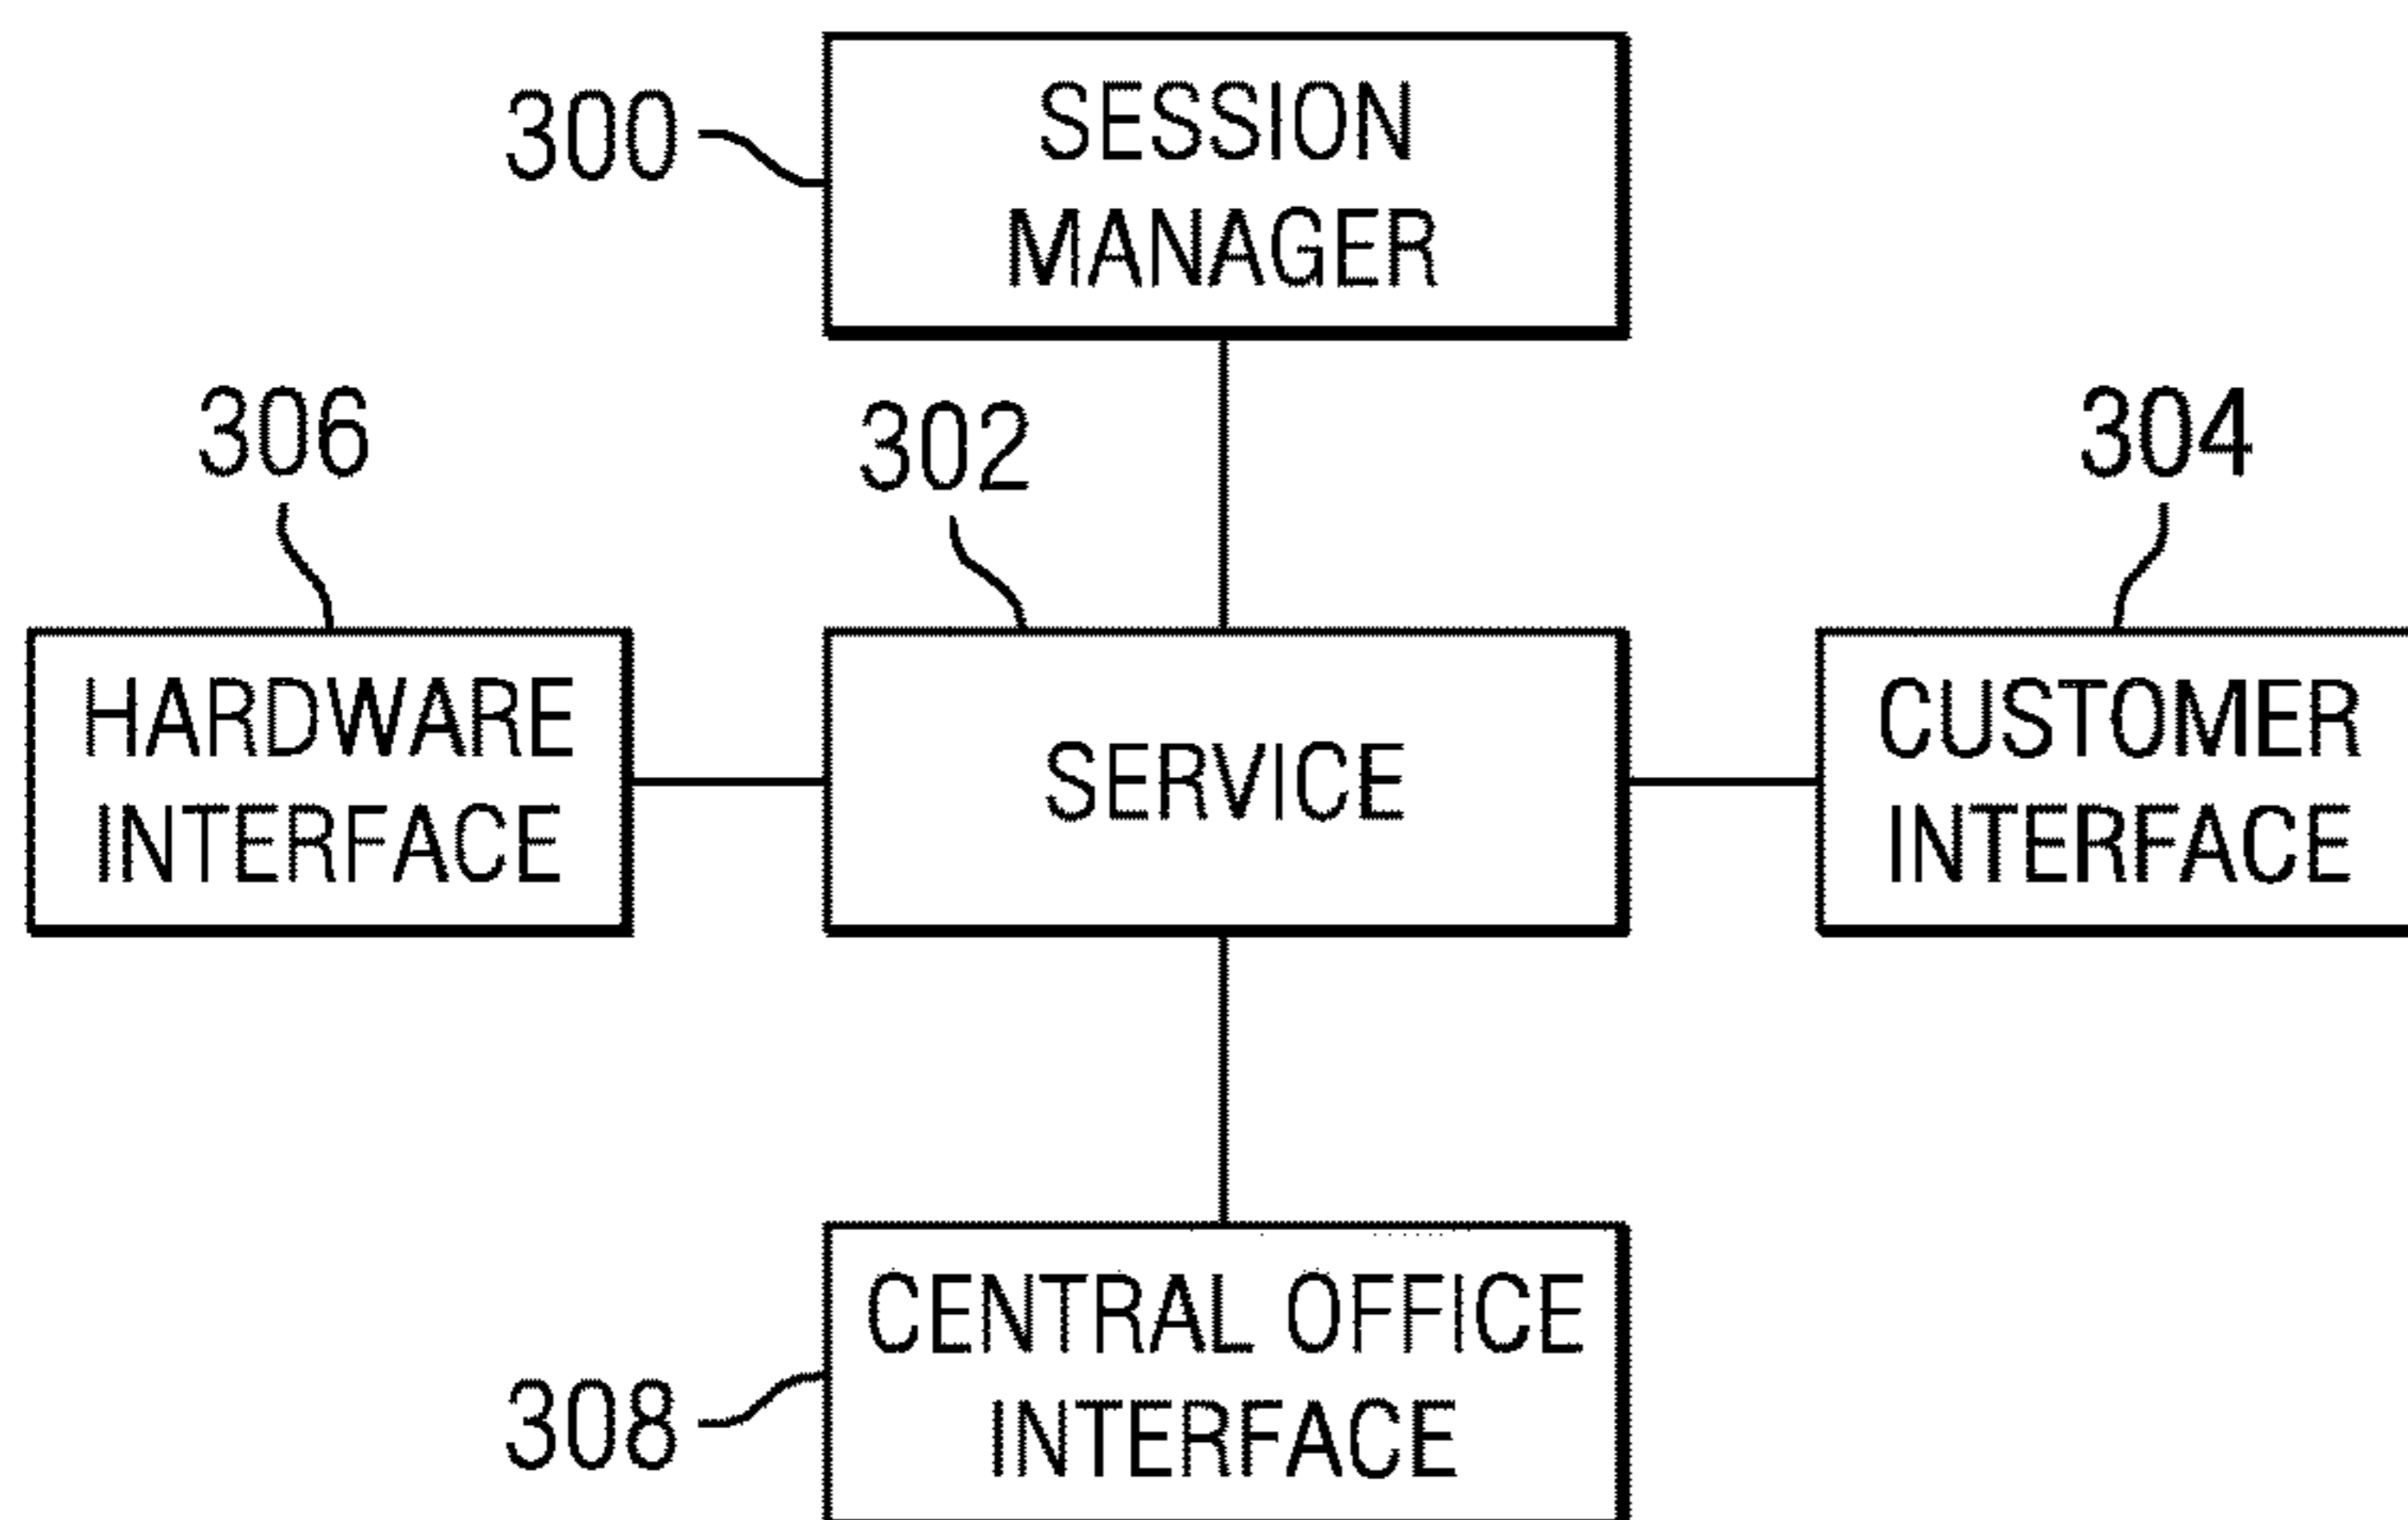 300
SESSION
MANAGER
306
302
304
HARDWARE
INTERFACE
SERVICE
CUSTOMER
INTERFACE
308
CENTRAL OFFICE
INTERFACE